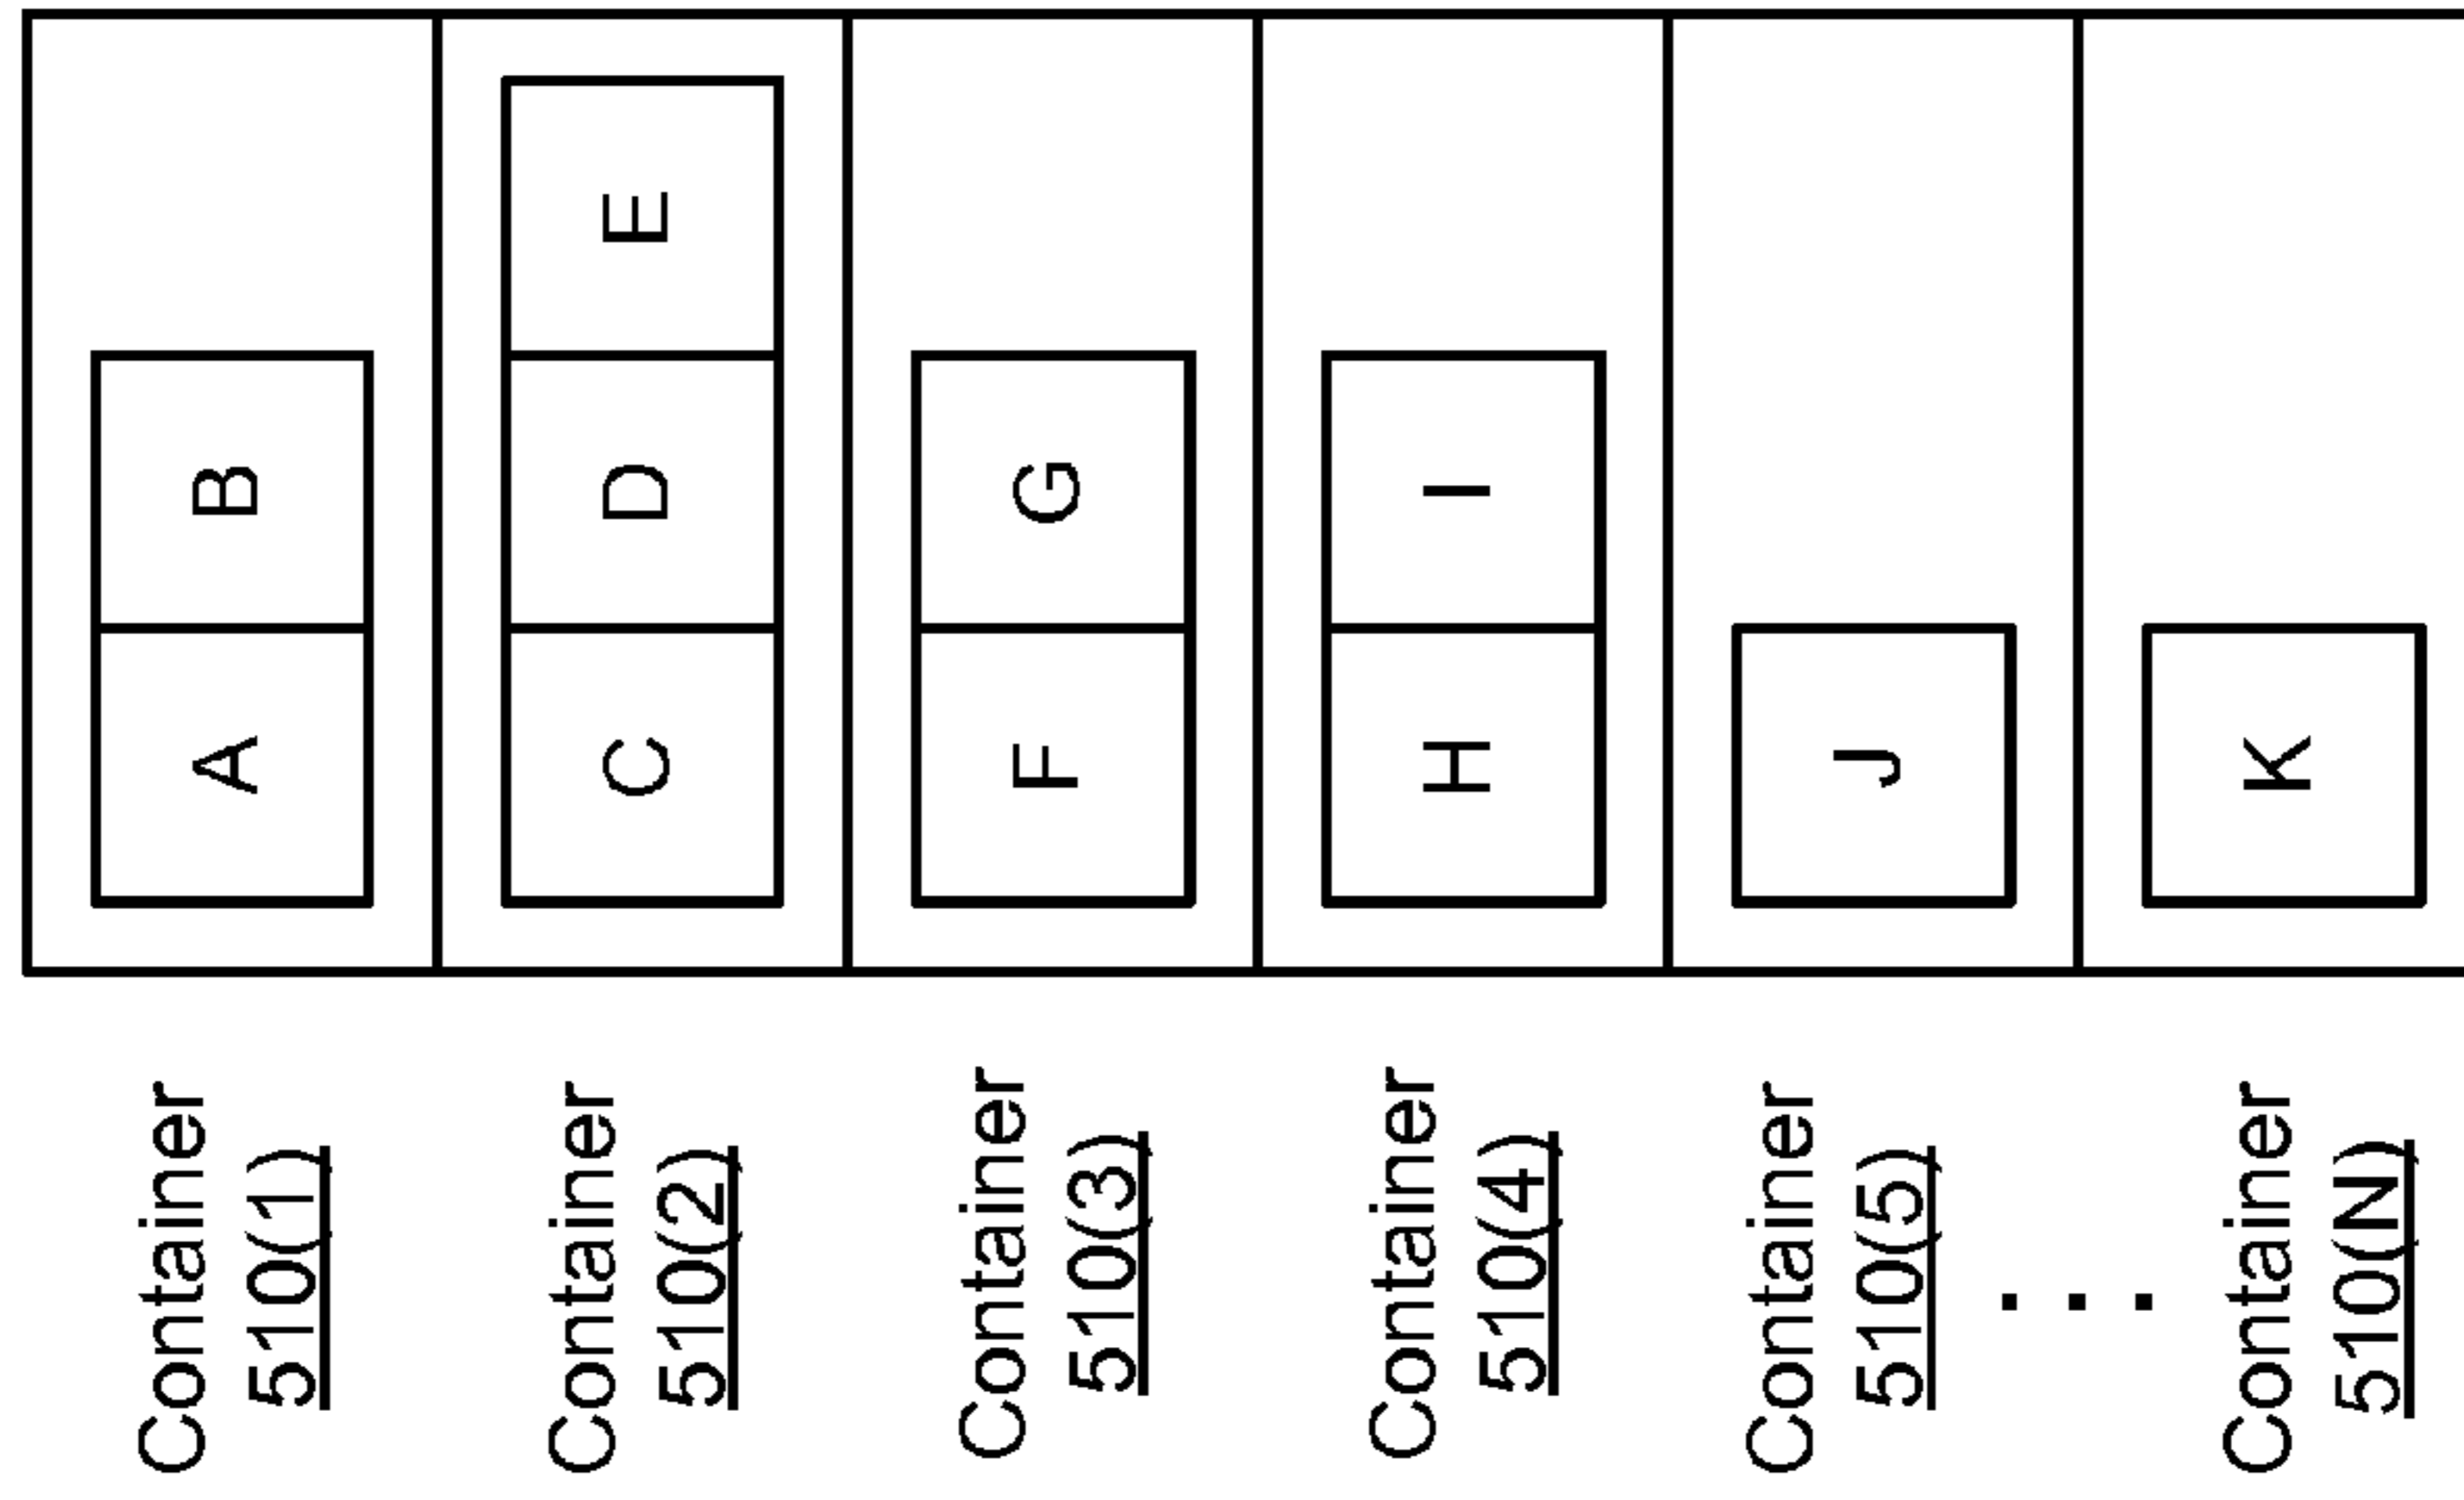 Container
510(1)
A B
Container
510(2)
C D E
Container
510(3)
F G
Container
510(4)
H I
Container
510(5)
J
. . .
Container
510(N)
K